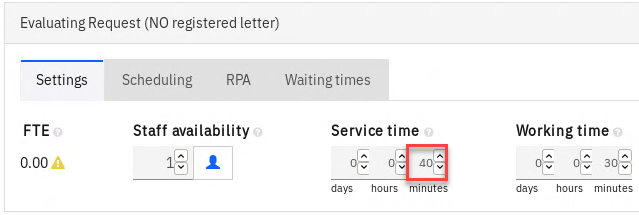 Evaluating Request (NO registered letter)
Settings Scheduling RPA Waiting times
FTE ? Staff availability ? Service time ? Working time ?
0.00 1 0 0 40 0 0 30
days hours minutes days hours minutes